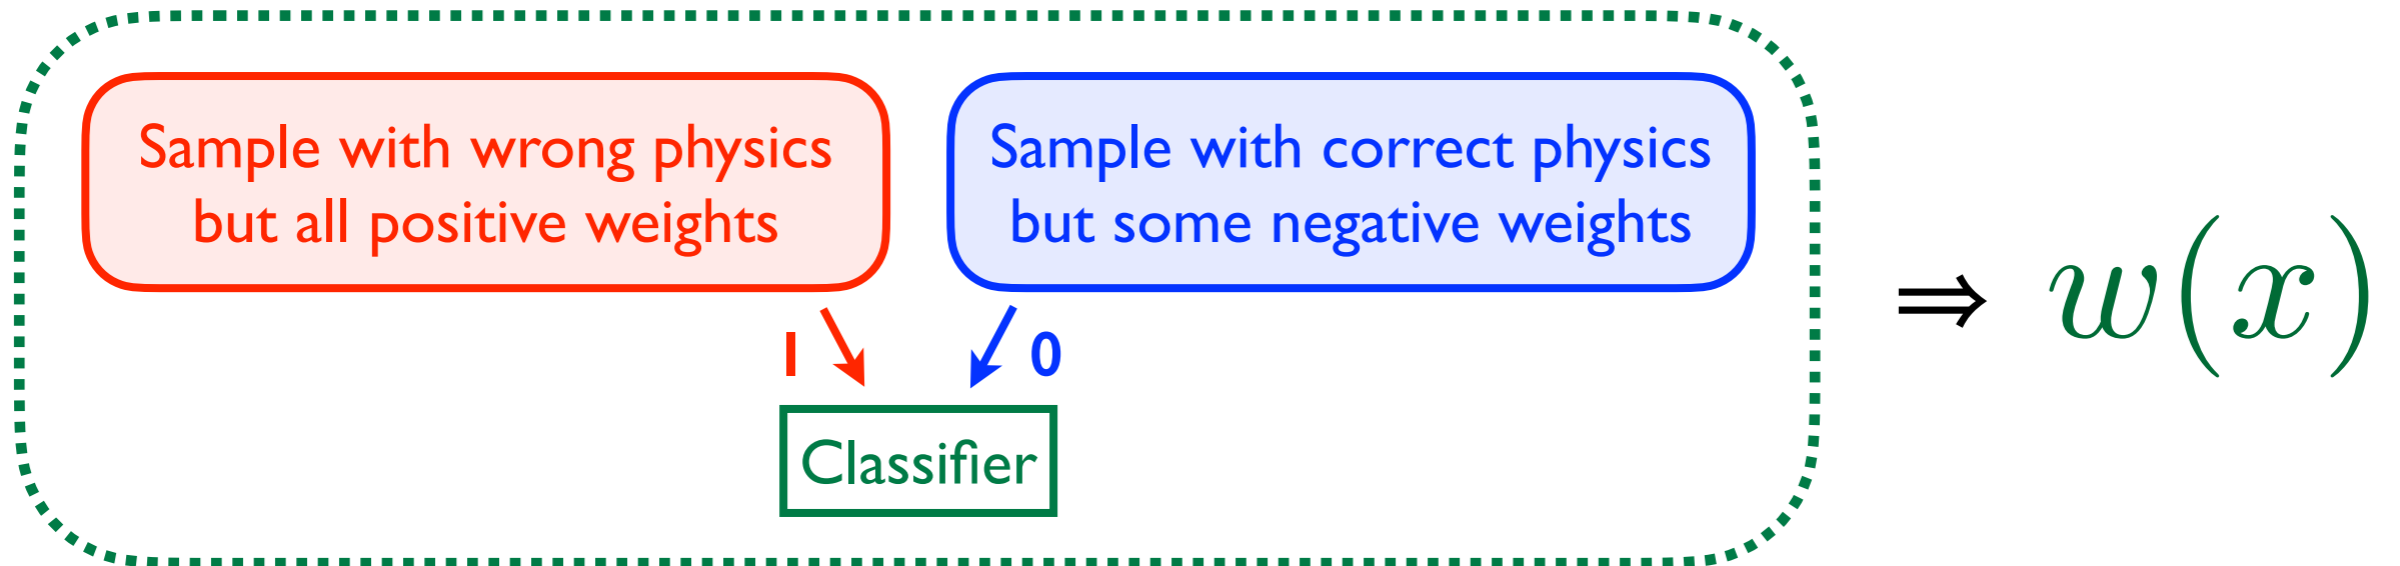 Sample with wrong physics
but all positive weights
Sample with correct physics
but some negative weights
1
0
Classifier
⇒ w(x)